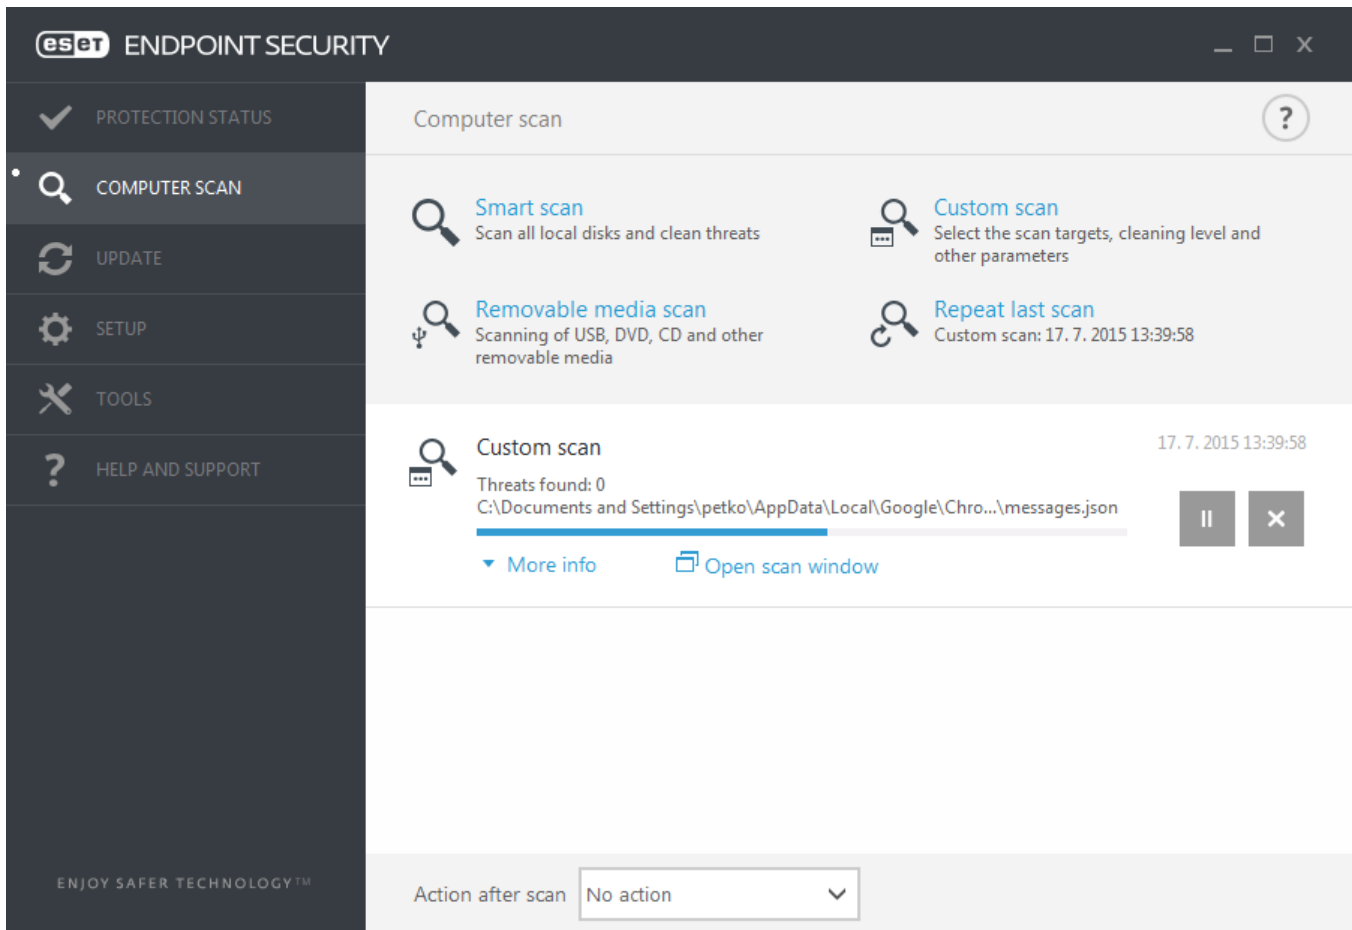 eset ENDPOINT SECURITY
PROTECTION STATUS
COMPUTER SCAN
UPDATE
SETUP
TOOLS
HELP AND SUPPORT
ENJOY SAFER TECHNOLOGY™
Computer scan
?
Smart scan
Scan all local disks and clean threats
Custom scan
Select the scan targets, cleaning level and
other parameters
Removable media scan
Scanning of USB, DVD, CD and other
removable media
Repeat last scan
Custom scan: 17. 7. 2015 13:39:58
Custom scan
17. 7. 2015 13:39:58
Threats found: 0
C:\Documents and Settings\petko\AppData\Local\Google\Chro...\messages.json
More info
Open scan window
Action after scan
No action